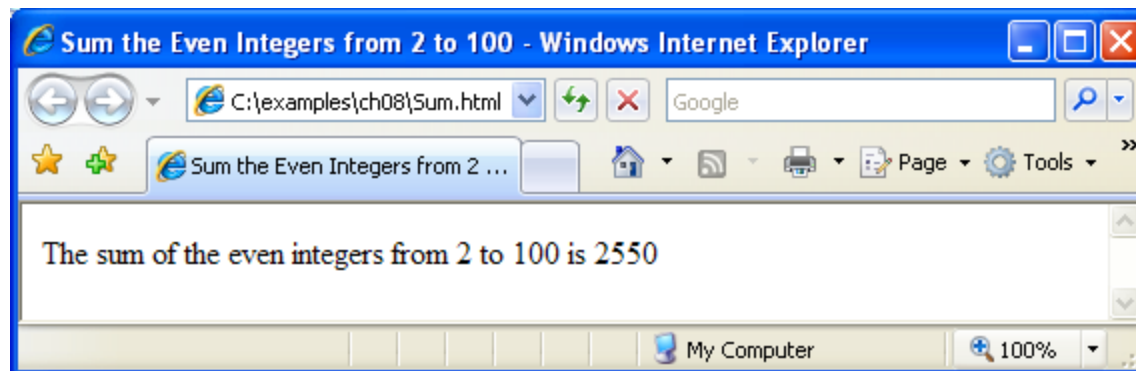 Sum the Even Integers from 2 to 100 - Windows Internet Explorer
C:\examples\ch08\Sum.html
Google
Sum the Even Integers from 2 ...
Page
Tools
»
The sum of the even integers from 2 to 100 is 2550
My Computer
100%